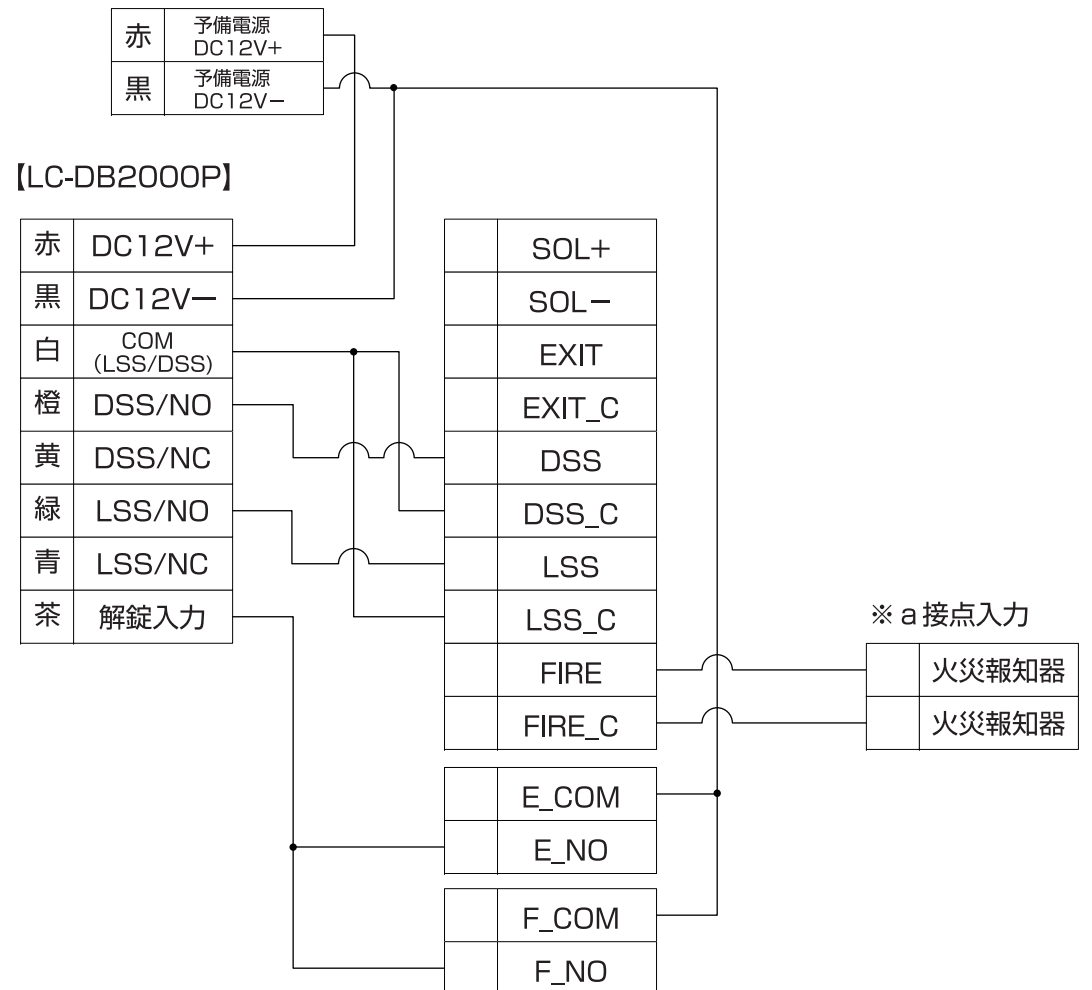 赤 予備電源
DC12V+
黒 予備電源
DC12V−
【LC-DB2000P】
赤 DC12V+
黒 DC12V−
白 COM
(LSS/DSS)
橙 DSS/NO
黄 DSS/NC
緑 LSS/NO
青 LSS/NC
茶 解錠入力
SOL+
SOL−
EXIT
EXIT_C
DSS
DSS_C
LSS
LSS_C
FIRE
FIRE_C
E_COM
E_NO
F_COM
F_NO
※a接点入力
火災報知器
火災報知器